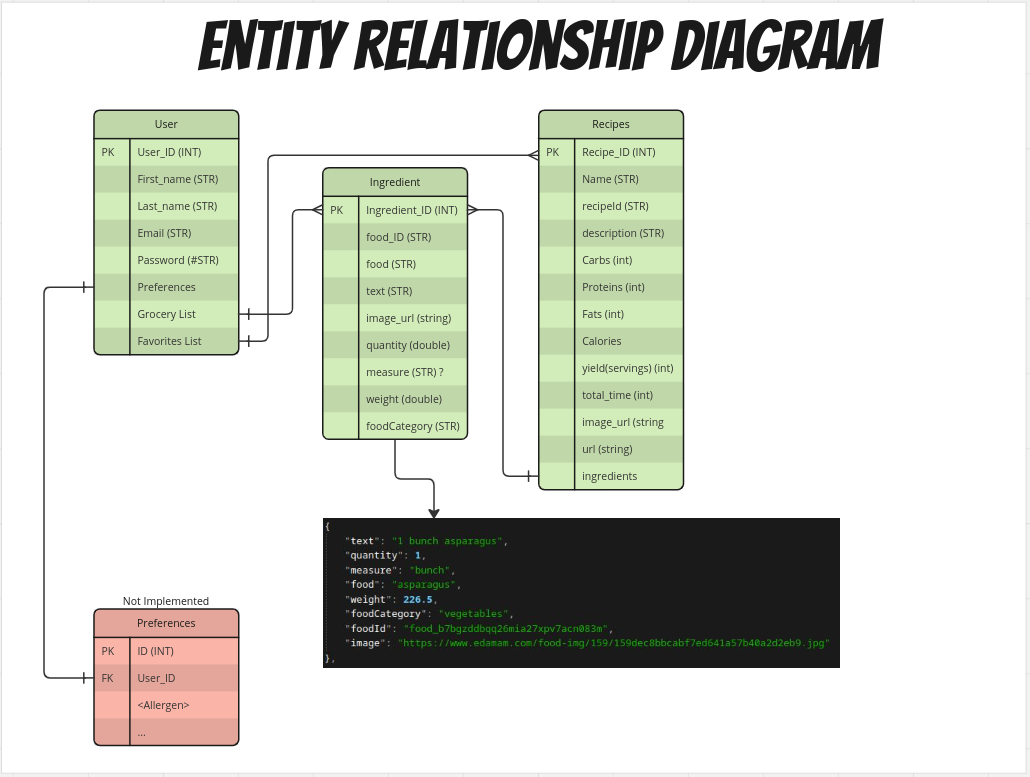 ENTITY RELATIONSHIP DIAGRAM
User
PK User_ID (INT)
First_name (STR)
Last_name (STR)
Email (STR)
Password (#STR)
Preferences
Grocery List
Favorites List
Ingredient
PK Ingredient_ID (INT)
food_ID (STR)
food (STR)
text (STR)
image_url (string)
quantity (double)
measure (STR) ?
weight (double)
foodCategory (STR)
Recipes
PK Recipe_ID (INT)
Name (STR)
recipeId (STR)
description (STR)
Carbs (int)
Proteins (int)
Fats (int)
Calories
yield(servings) (int)
total_time (int)
image_url (string
url (string)
ingredients
{
"text": "1 bunch asparagus",
"quantity": 1,
"measure": "bunch",
"food": "asparagus",
"weight": 226.5,
"foodCategory": "vegetables",
"foodId": "food_b7bgzddbqq26mia27xpv7acn083m",
"image": "https://www.edamam.com/food-img/159/159dec8bbcabf7ed641a57b40a2d2eb9.jpg"
},
Not Implemented
Preferences
PK ID (INT)
FK User_ID
<Allergen>
...